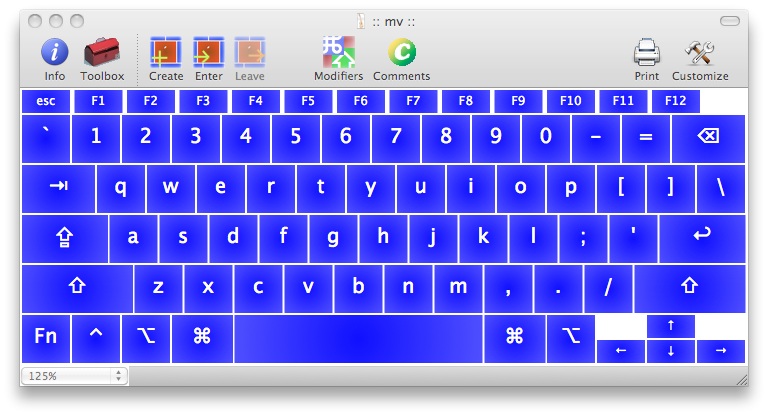 :: mv ::
Info Toolbox Create Enter Leave Modifiers Comments Print Customize
esc F1 F2 F3 F4 F5 F6 F7 F8 F9 F10 F11 F12
` 1 2 3 4 5 6 7 8 9 0 - = ⌫
⇥ q w e r t y u i o p [ ] \
⇪ a s d f g h j k l ; ' ↩
⇧ z x c v b n m , . / ⇧
Fn ^ ⌥ ⌘ ⌘ ⌥ ↑
← ↓ →
125%